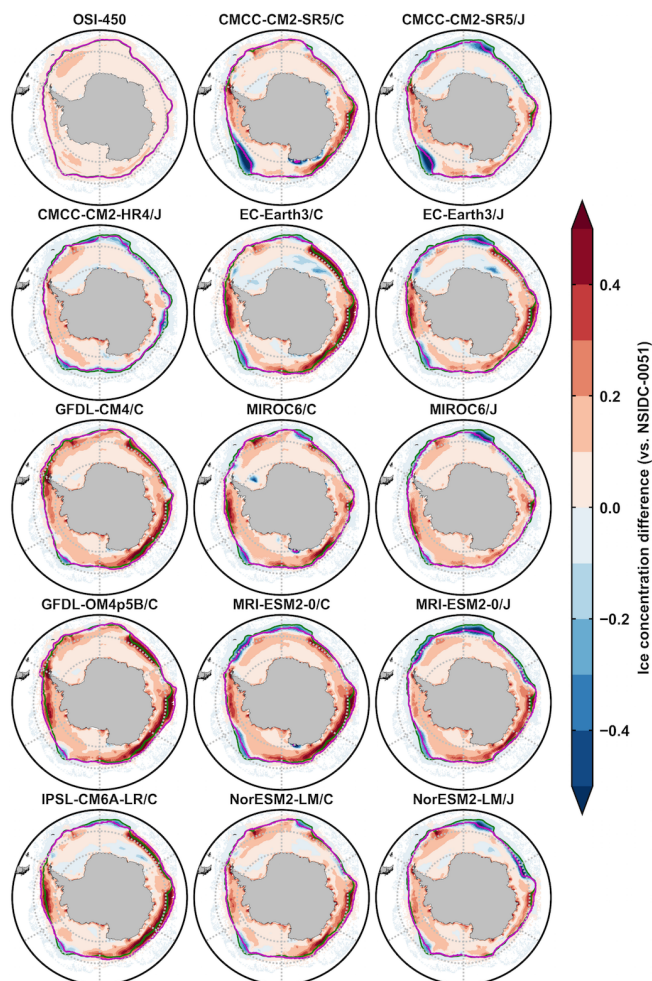 OSI-450 CMCC-CM2-SR5/C CMCC-CM2-SR5/J
CMCC-CM2-HR4/J EC-Earth3/C EC-Earth3/J
GFDL-CM4/C MIROC6/C MIROC6/J
GFDL-OM4p5B/C MRI-ESM2-0/C MRI-ESM2-0/J
IPSL-CM6A-LR/C NorESM2-LM/C NorESM2-LM/J
0.4
0.2
0.0
−0.2
−0.4
Ice concentration difference (vs. NSIDC-0051)